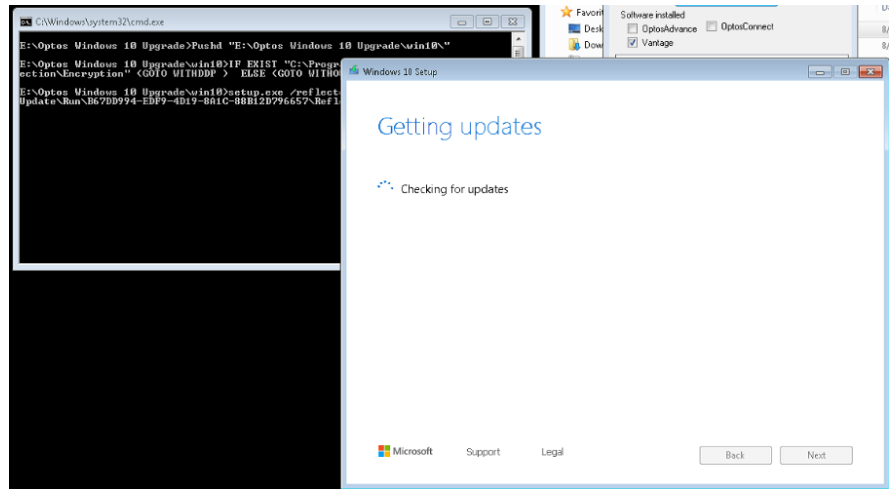 C:\Windows\system32\cmd.exe
E:\Optos Windows 10 Upgrade>Pushd "E:\Optos Windows 10 Upgrade\win10\"
E:\Optos Windows 10 Upgrade\win10>IF EXIST "C:\Progr
ection\Encryption" (GOTO WITHDDP )  ELSE (GOTO WITHO
E:\Optos Windows 10 Upgrade\win10>setup.exe /reflect
Update\Run\B67DD994-EDF9-4D19-8A1C-88B12D796657\Refl
Favorit
Desk
Dow
Software installed
OptosAdvance
OptosConnect
Vantage
D
8/
8/
Windows 10 Setup
Getting updates
Checking for updates
Microsoft
Support
Legal
Back
Next